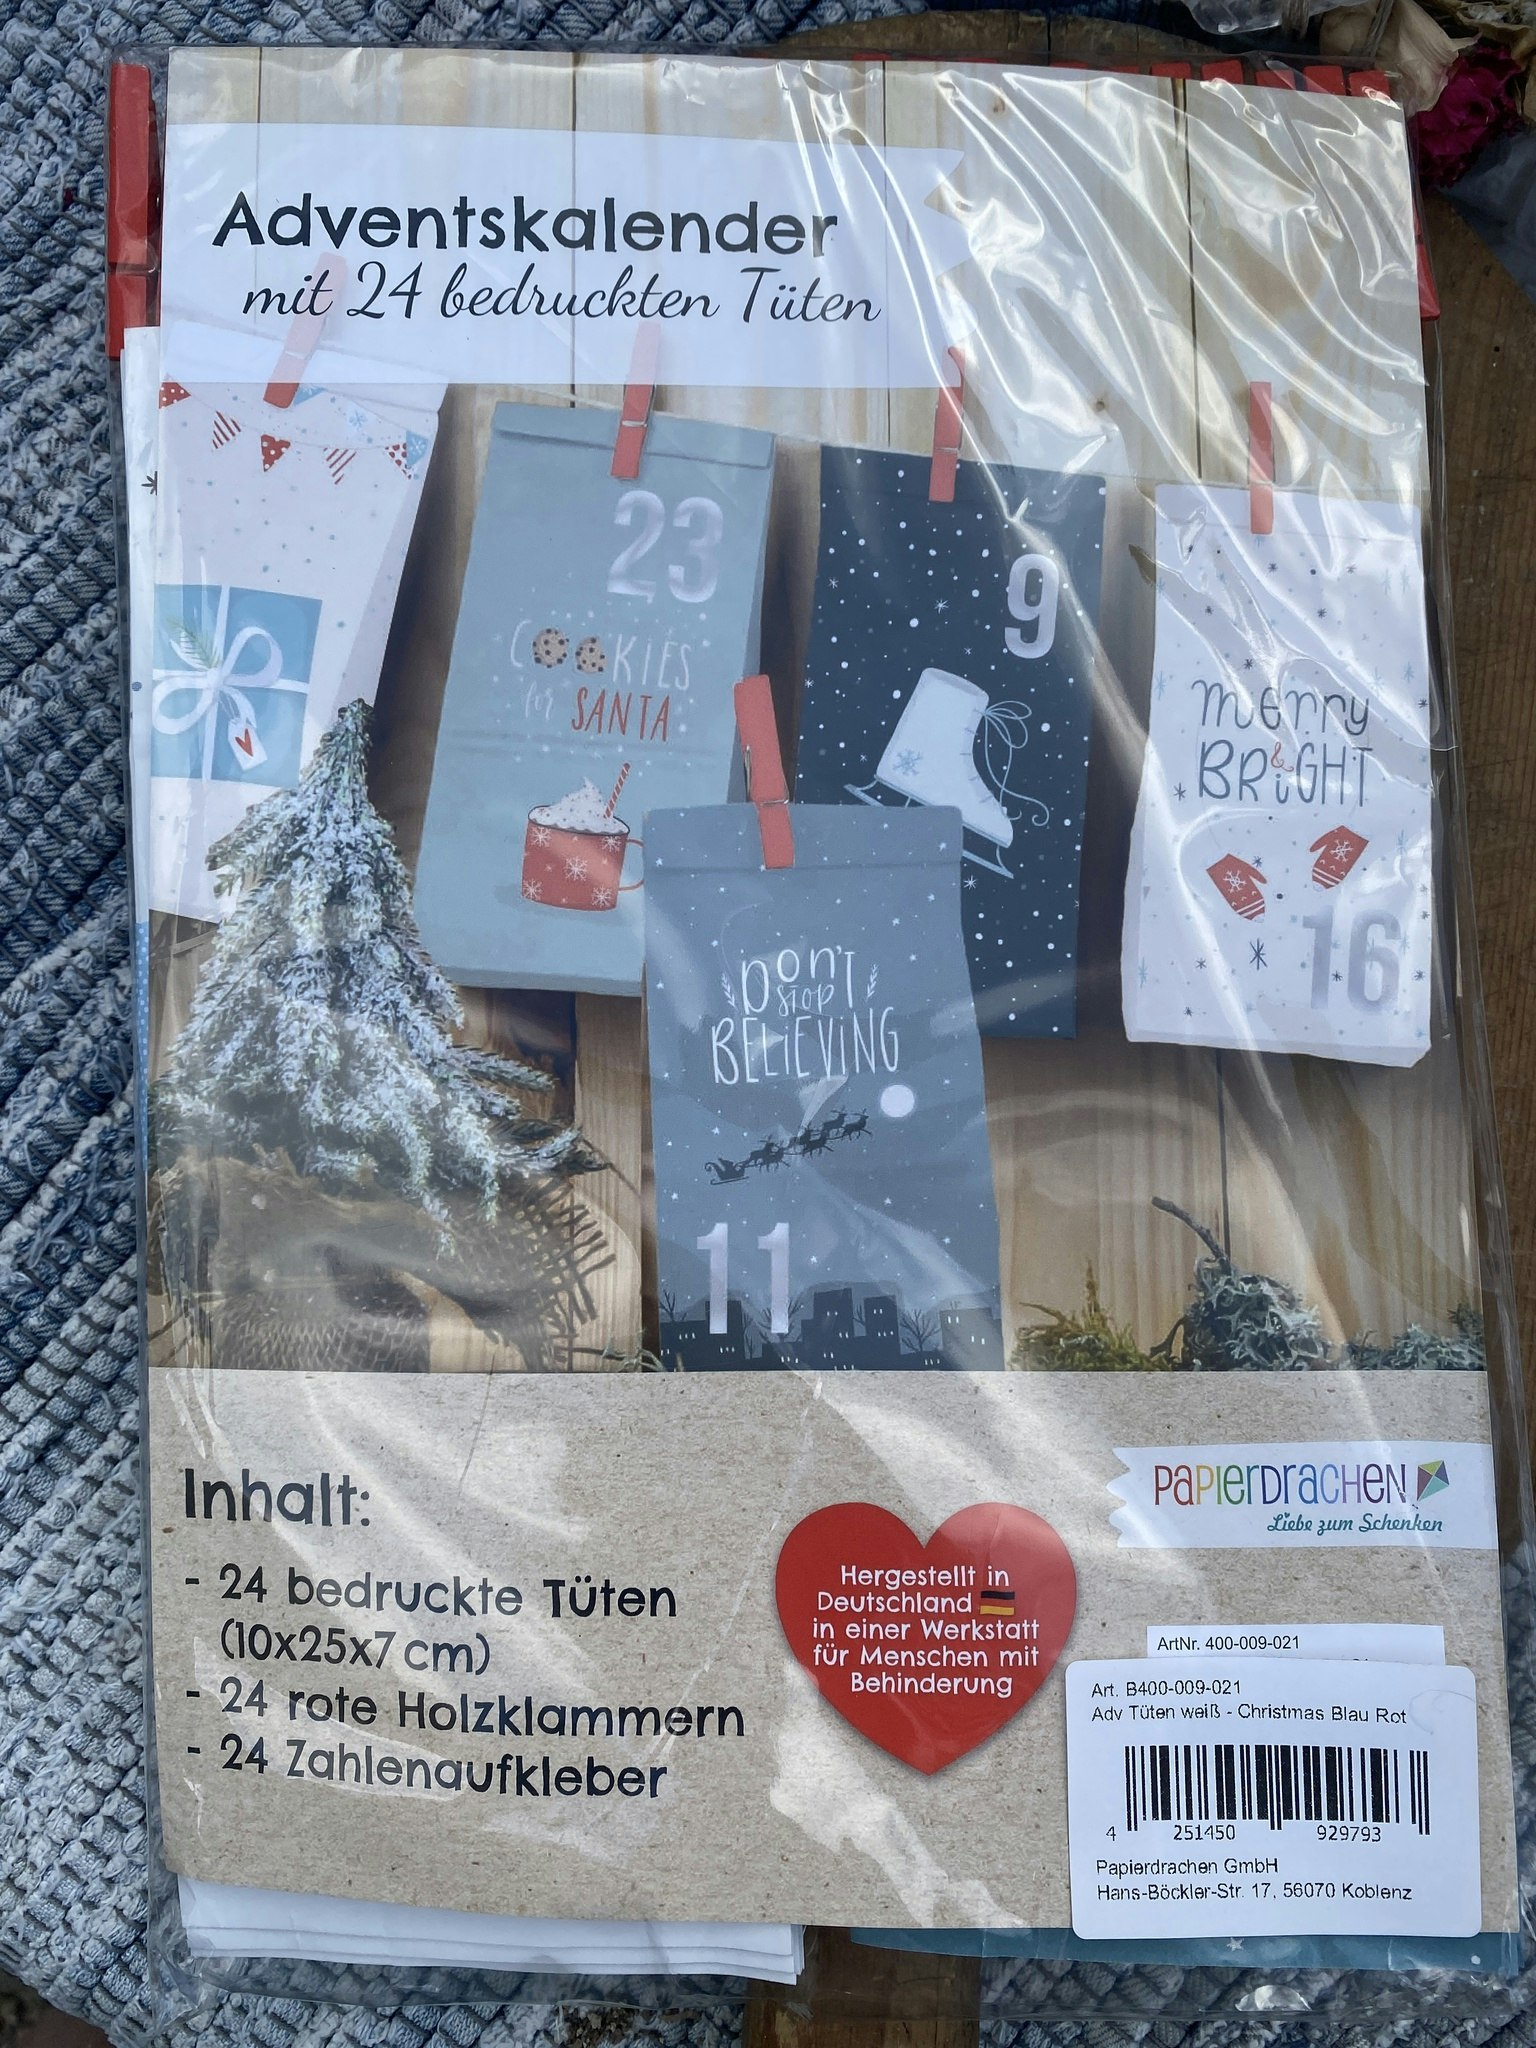 Adventskalender
mit 24 bedruckten Tüten
23
COOKIES
for SANTA
9
merry
&
BRiGHT
16
DON'T
STOP
BELiEViNG
11
Inhalt:
- 24 bedruckte Tüten
(10x25x7 cm)
- 24 rote Holzklammern
- 24 Zahlenaufkleber
Hergestellt in
Deutschland
in einer Werkstatt
für Menschen mit
Behinderung
PAPIERDRACHEN
Liebe zum Schenken
ArtNr. 400-009-021
Art. B400-009-021
Adv Tüten weiß - Christmas Blau Rot
4 251450 929793
Papierdrachen GmbH
Hans-Böckler-Str. 17, 56070 Koblenz